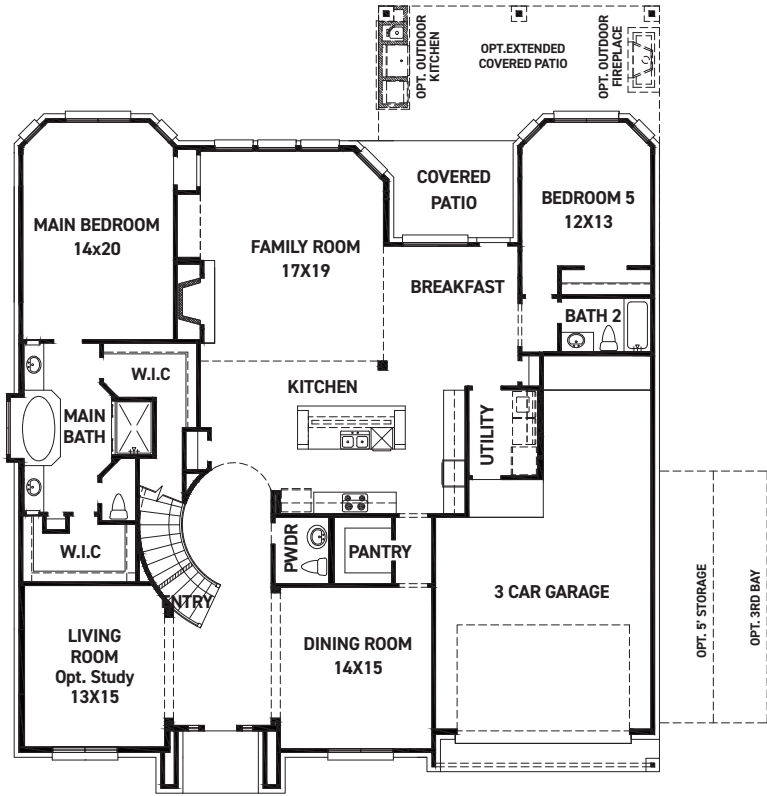 OPT. OUTDOOR
KITCHEN
OPT.EXTENDED
COVERED PATIO
OPT. OUTDOOR
FIREPLACE
COVERED
PATIO
BEDROOM 5
12X13
MAIN BEDROOM
14x20
FAMILY ROOM
17X19
BREAKFAST
BATH 2
W.I.C
KITCHEN
MAIN
BATH
UTILITY
W.I.C
PWDR
PANTRY
ENTRY
3 CAR GARAGE
LIVING
ROOM
Opt. Study
13X15
DINING ROOM
14X15
OPT. 5' STORAGE
OPT. 3RD BAY